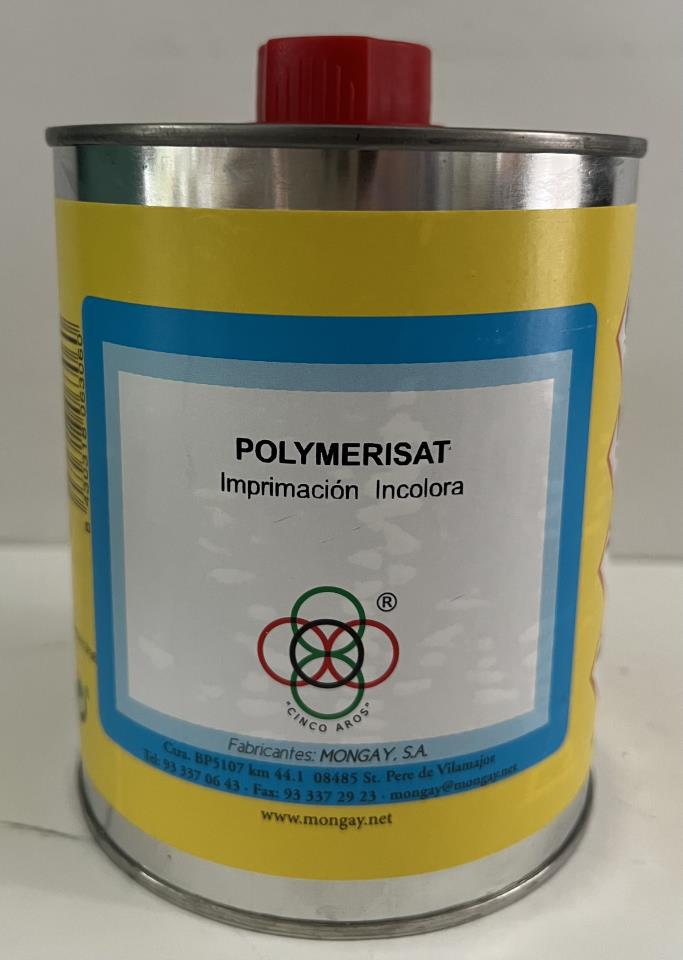 POLYMERISAT
Imprimación Incolora
®
"CINCO AROS"
Fabricantes: MONGAY, S.A.
Ctra. BP5107 km 44.1 08485 St. Pere de Vilamajor
Tel: 93 337 06 43 · Fax: 93 337 29 23 · mongay@mongay.net
www.mongay.net